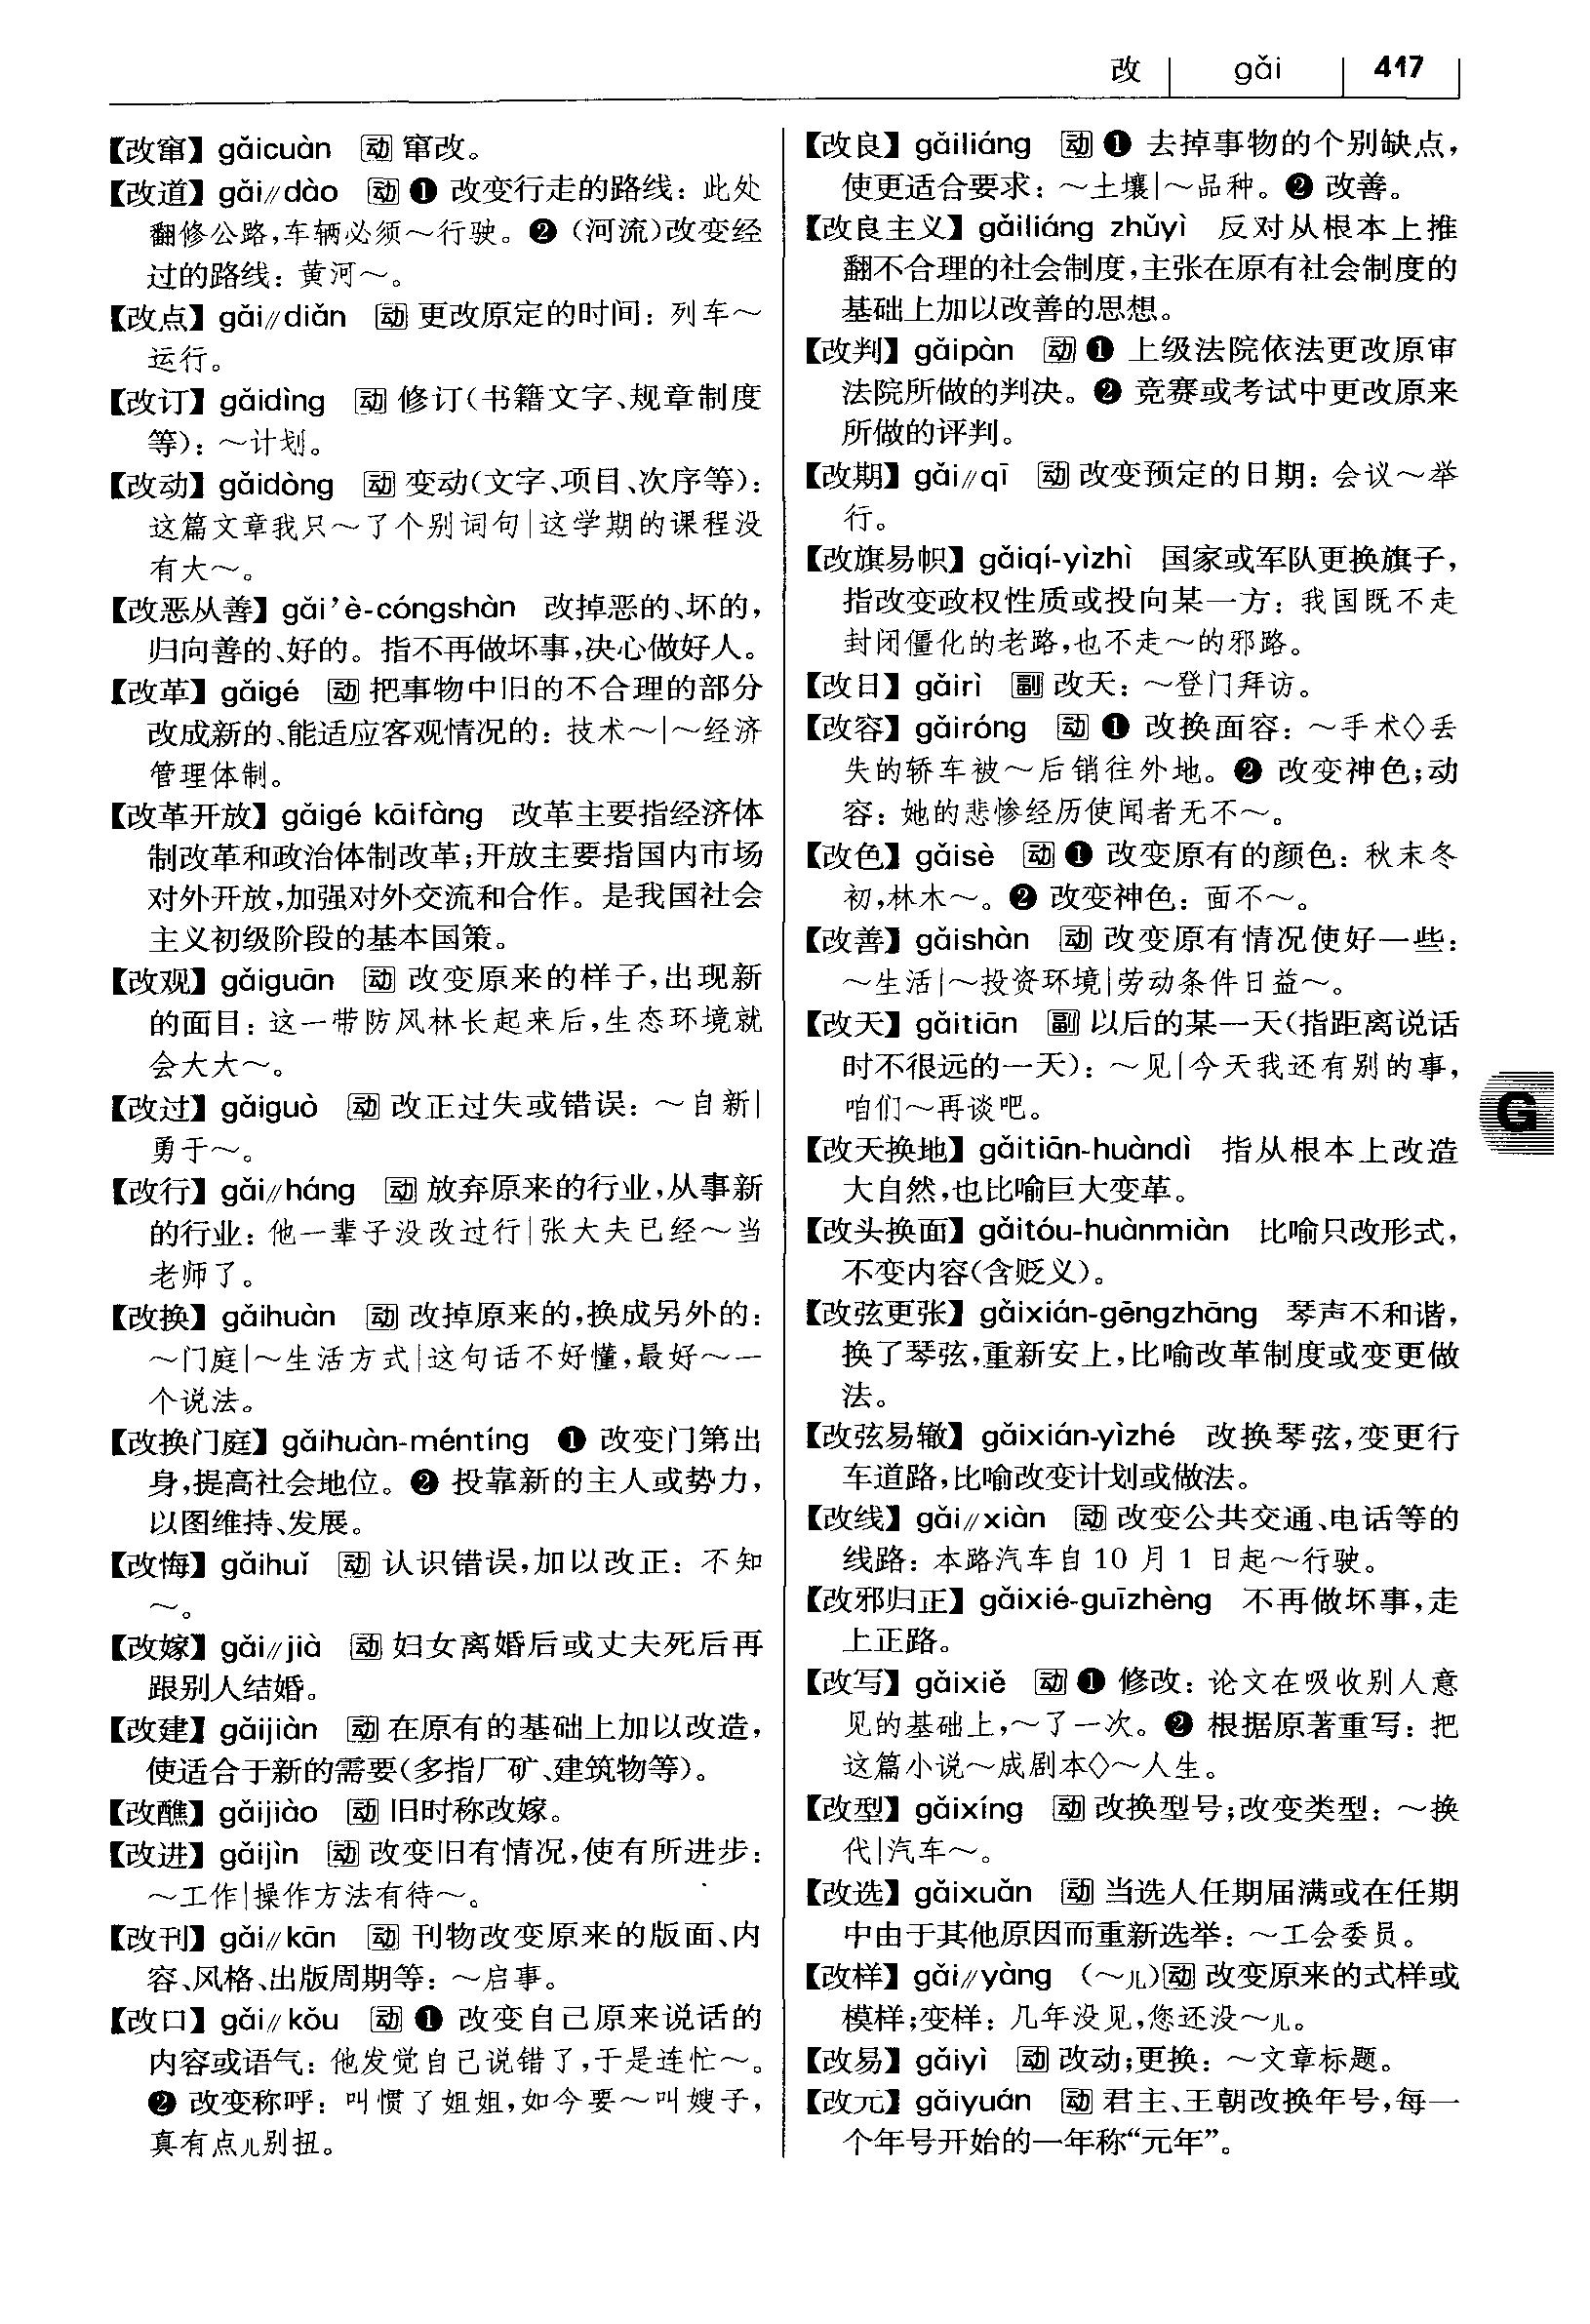 改 gǎi 417
【改窜】gǎicuàn 动 窜改。
【改道】gǎi∥dào 动 ❶ 改变行走的路线：此处
翻修公路，车辆必须～行驶。❷（河流）改变经
过的路线：黄河～。
【改点】gǎi∥diǎn 动 更改原定的时间：列车～
运行。
【改订】gǎidìng 动 修订（书籍文字、规章制度
等）：～计划。
【改动】gǎidòng 动 变动（文字、项目、次序等）：
这篇文章我只～了个别词句|这学期的课程没
有大～。
【改恶从善】gǎi’è-cóngshàn 改掉恶的、坏的，
归向善的、好的。指不再做坏事，决心做好人。
【改革】gǎigé 动 把事物中旧的不合理的部分
改成新的、能适应客观情况的：技术～|～经济
管理体制。
【改革开放】gǎigé kāifàng 改革主要指经济体
制改革和政治体制改革；开放主要指国内市场
对外开放，加强对外交流和合作。是我国社会
主义初级阶段的基本国策。
【改观】gǎiguān 动 改变原来的样子，出现新
的面目：这一带防风林长起来后，生态环境就
会大大～。
【改过】gǎiguò 动 改正过失或错误：～自新|
勇于～。
【改行】gǎi∥háng 动 放弃原来的行业，从事新
的行业：他一辈子没改过行|张大夫已经～当
老师了。
【改换】gǎihuàn 动 改掉原来的，换成另外的：
～门庭|～生活方式|这句话不好懂，最好～一
个说法。
【改换门庭】gǎihuàn-méntíng ❶ 改变门第出
身，提高社会地位。❷ 投靠新的主人或势力，
以图维持、发展。
【改悔】gǎihuǐ 动 认识错误，加以改正：不知
～。
【改嫁】gǎi∥jià 动 妇女离婚后或丈夫死后再
跟别人结婚。
【改建】gǎijiàn 动 在原有的基础上加以改造，
使适合于新的需要（多指厂矿、建筑物等）。
【改醮】gǎijiào 动 旧时称改嫁。
【改进】gǎijìn 动 改变旧有情况，使有所进步：
～工作|操作方法有待～。
【改刊】gǎi∥kān 动 刊物改变原来的版面、内
容、风格、出版周期等：～启事。
【改口】gǎi∥kǒu 动 ❶ 改变自己原来说话的
内容或语气：他发觉自己说错了，于是连忙～。
❷ 改变称呼：叫惯了姐姐，如今要～叫嫂子，
真有点儿别扭。
【改良】gǎiliáng 动 ❶ 去掉事物的个别缺点，
使更适合要求：～土壤|～品种。❷ 改善。
【改良主义】gǎiliáng zhǔyì 反对从根本上推
翻不合理的社会制度，主张在原有社会制度的
基础上加以改善的思想。
【改判】gǎipàn 动 ❶ 上级法院依法更改原审
法院所做的判决。❷ 竞赛或考试中更改原来
所做的评判。
【改期】gǎi∥qī 动 改变预定的日期：会议～举
行。
【改旗易帜】gǎiqí-yìzhì 国家或军队更换旗子，
指改变政权性质或投向某一方：我国既不走
封闭僵化的老路，也不走～的邪路。
【改日】gǎirì 副 改天：～登门拜访。
【改容】gǎiróng 动 ❶ 改换面容：～手术◇丢
失的轿车被～后销往外地。❷ 改变神色；动
容：她的悲惨经历使闻者无不～。
【改色】gǎisè 动 ❶ 改变原有的颜色：秋末冬
初，林木～。❷ 改变神色：面不～。
【改善】gǎishàn 动 改变原有情况使好一些：
～生活|～投资环境|劳动条件日益～。
【改天】gǎitiān 副 以后的某一天（指距离说话
时不很远的一天）：～见|今天我还有别的事，
咱们～再谈吧。
G
【改天换地】gǎitiān-huàndì 指从根本上改造
大自然，也比喻巨大变革。
【改头换面】gǎitóu-huànmiàn 比喻只改形式，
不变内容（含贬义）。
【改弦更张】gǎixián-gēngzhāng 琴声不和谐，
换了琴弦，重新安上，比喻改革制度或变更做
法。
【改弦易辙】gǎixián-yìzhé 改换琴弦，变更行
车道路，比喻改变计划或做法。
【改线】gǎi∥xiàn 动 改变公共交通、电话等的
线路：本路汽车自 10 月 1 日起～行驶。
【改邪归正】gǎixié-guīzhèng 不再做坏事，走
上正路。
【改写】gǎixiě 动 ❶ 修改：论文在吸收别人意
见的基础上，～了一次。❷ 根据原著重写：把
这篇小说～成剧本◇～人生。
【改型】gǎixíng 动 改换型号；改变类型：～换
代|汽车～。
【改选】gǎixuǎn 动 当选人任期届满或在任期
中由于其他原因而重新选举：～工会委员。
【改样】gǎi∥yàng （～儿）动 改变原来的式样或
模样；变样：几年没见，您还没～儿。
【改易】gǎiyì 动 改动；更换：～文章标题。
【改元】gǎiyuán 动 君主、王朝改换年号，每一
个年号开始的一年称“元年”。